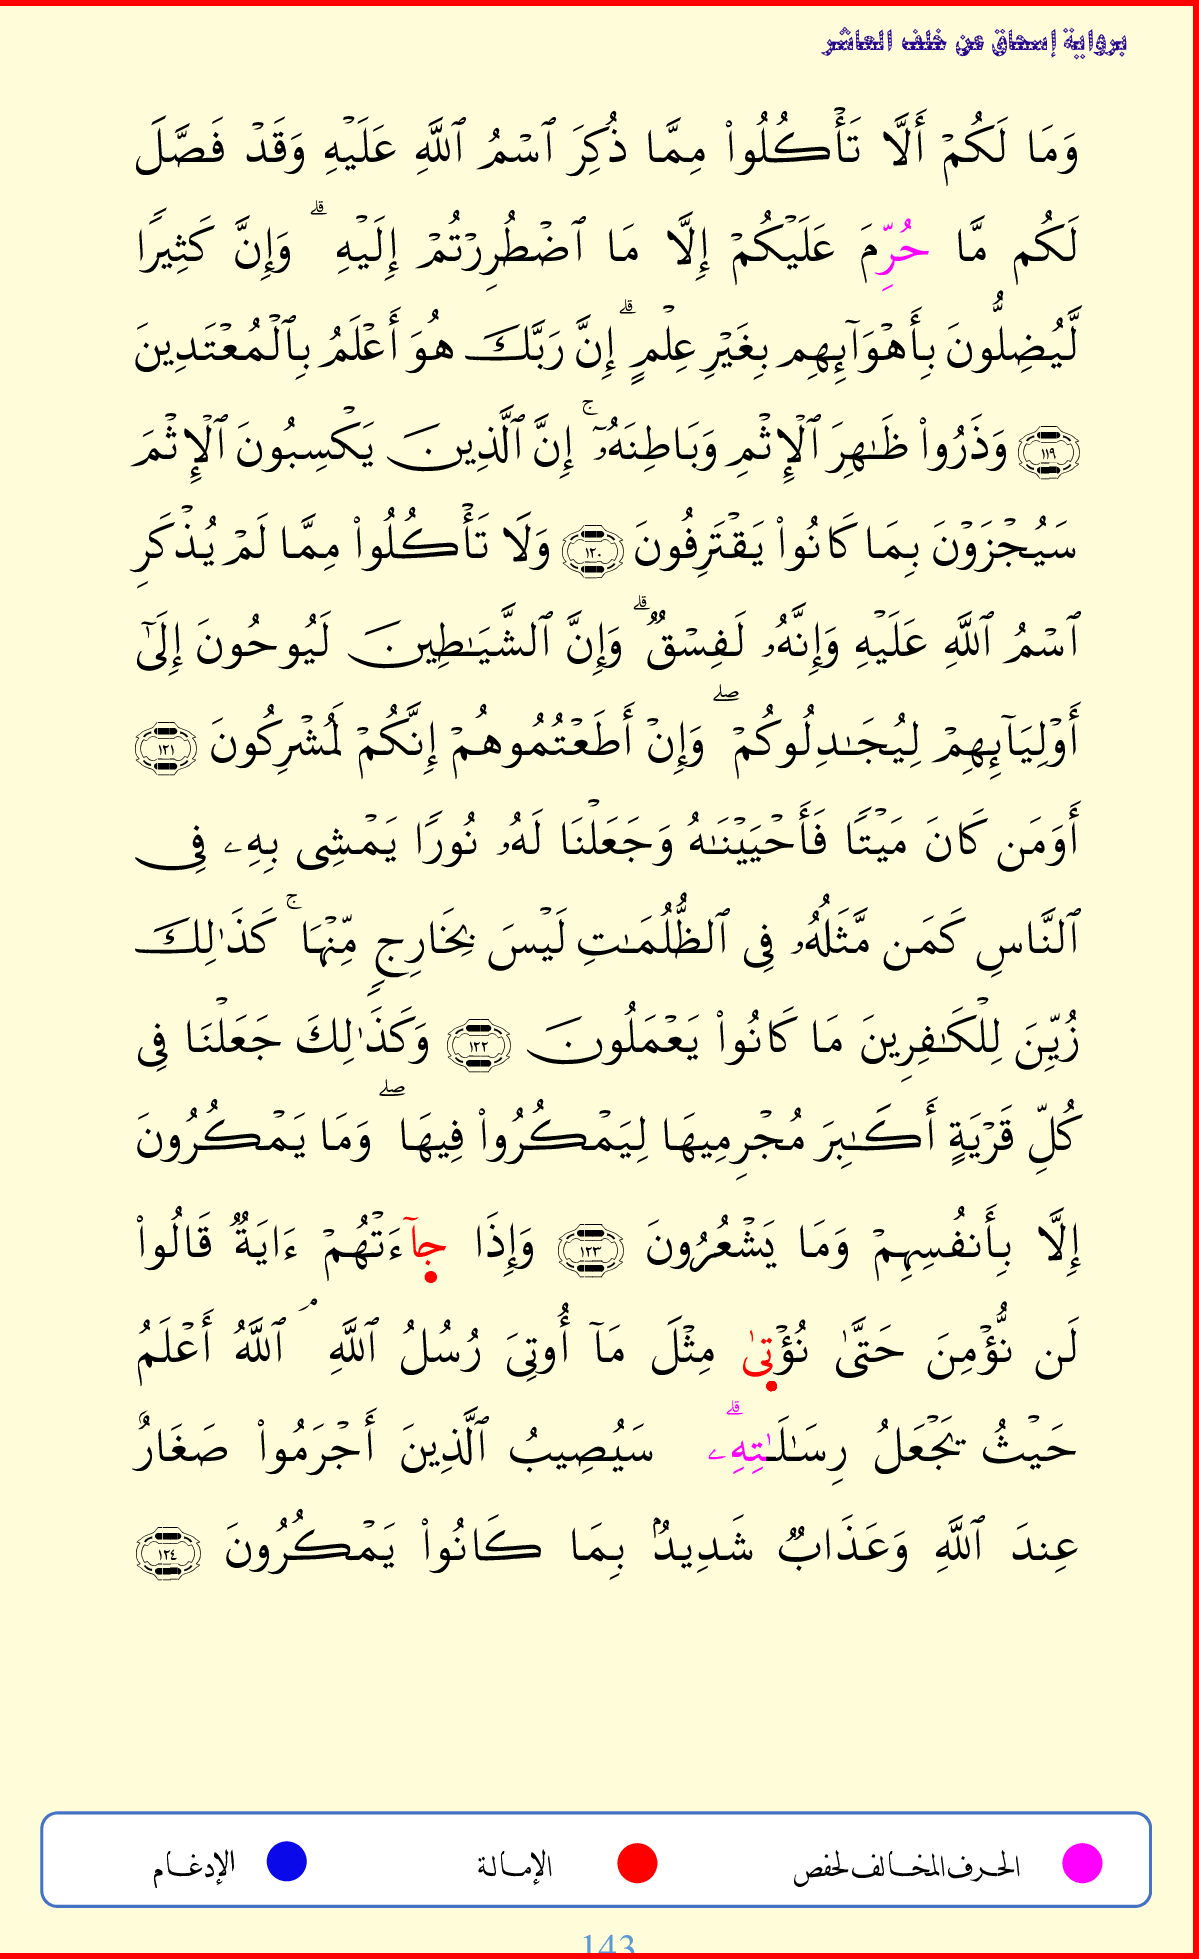 برواية إسحاق عن خلف العاشر
وَمَا لَكُمۡ أَلَّا تَأۡكُلُواْ مِمَّا ذُكِرَ ٱسۡمُ ٱللَّهِ عَلَيۡهِ وَقَدۡ فَصَّلَ
لَكُم مَّا حُرِّمَ عَلَيۡكُمۡ إِلَّا مَا ٱضۡطُرِرۡتُمۡ إِلَيۡهِۗ وَإِنَّ كَثِيرٗا
لَّيُضِلُّونَ بِأَهۡوَآئِهِم بِغَيۡرِ عِلۡمٍۗ إِنَّ رَبَّكَ هُوَ أَعۡلَمُ بِٱلۡمُعۡتَدِينَ
١١٩ وَذَرُواْ ظَٰهِرَ ٱلۡإِثۡمِ وَبَاطِنَهُۥٓۚ إِنَّ ٱلَّذِينَ يَكۡسِبُونَ ٱلۡإِثۡمَ
سَيُجۡزَوۡنَ بِمَا كَانُواْ يَقۡتَرِفُونَ ١٢٠ وَلَا تَأۡكُلُواْ مِمَّا لَمۡ يُذۡكَرِ
ٱسۡمُ ٱللَّهِ عَلَيۡهِ وَإِنَّهُۥ لَفِسۡقٞۗ وَإِنَّ ٱلشَّيَٰطِينَ لَيُوحُونَ إِلَىٰٓ
أَوۡلِيَآئِهِمۡ لِيُجَٰدِلُوكُمۡۖ وَإِنۡ أَطَعۡتُمُوهُمۡ إِنَّكُمۡ لَمُشۡرِكُونَ ١٢١
أَوَمَن كَانَ مَيۡتٗا فَأَحۡيَيۡنَٰهُ وَجَعَلۡنَا لَهُۥ نُورٗا يَمۡشِي بِهِۦ فِي
ٱلنَّاسِ كَمَن مَّثَلُهُۥ فِي ٱلظُّلُمَٰتِ لَيۡسَ بِخَارِجٖ مِّنۡهَاۚ كَذَٰلِكَ
زُيِّنَ لِلۡكَٰفِرِينَ مَا كَانُواْ يَعۡمَلُونَ ١٢٢ وَكَذَٰلِكَ جَعَلۡنَا فِي
كُلِّ قَرۡيَةٍ أَكَٰبِرَ مُجۡرِمِيهَا لِيَمۡكُرُواْ فِيهَاۖ وَمَا يَمۡكُرُونَ
إِلَّا بِأَنفُسِهِمۡ وَمَا يَشۡعُرُونَ ١٢٣ وَإِذَا جَآءَتۡهُمۡ ءَايَةٞ قَالُواْ
لَن نُّؤۡمِنَ حَتَّىٰ نُؤۡتَىٰ مِثۡلَ مَآ أُوتِيَ رُسُلُ ٱللَّهِۘ ٱللَّهُ أَعۡلَمُ
حَيۡثُ يَجۡعَلُ رِسَٰلَٰتِهِۦۗ سَيُصِيبُ ٱلَّذِينَ أَجۡرَمُواْ صَغَارٌ
عِندَ ٱللَّهِ وَعَذَابٞ شَدِيدُۢ بِمَا كَانُواْ يَمۡكُرُونَ ١٢٤
الحرف المخالف لحفص الإمالة الإدغام
143